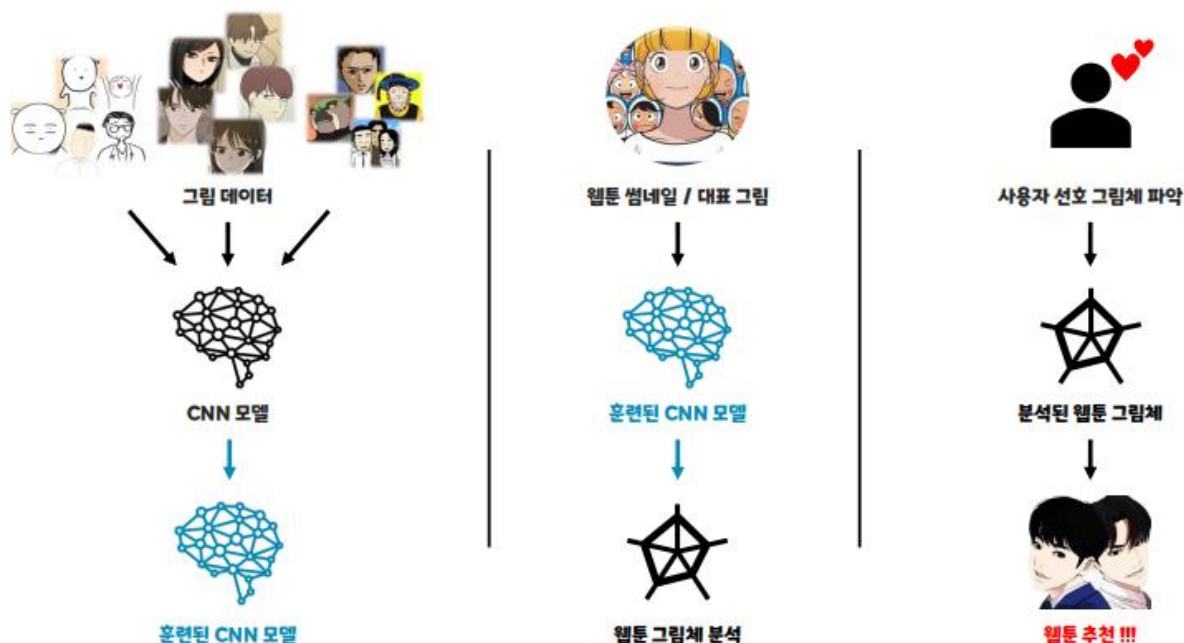 그림 데이터
CNN 모델
훈련된 CNN 모델
웹툰 썸네일 / 대표 그림
훈련된 CNN 모델
웹툰 그림체 분석
사용자 선호 그림체 파악
분석된 웹툰 그림체
웹툰 추천 !!!